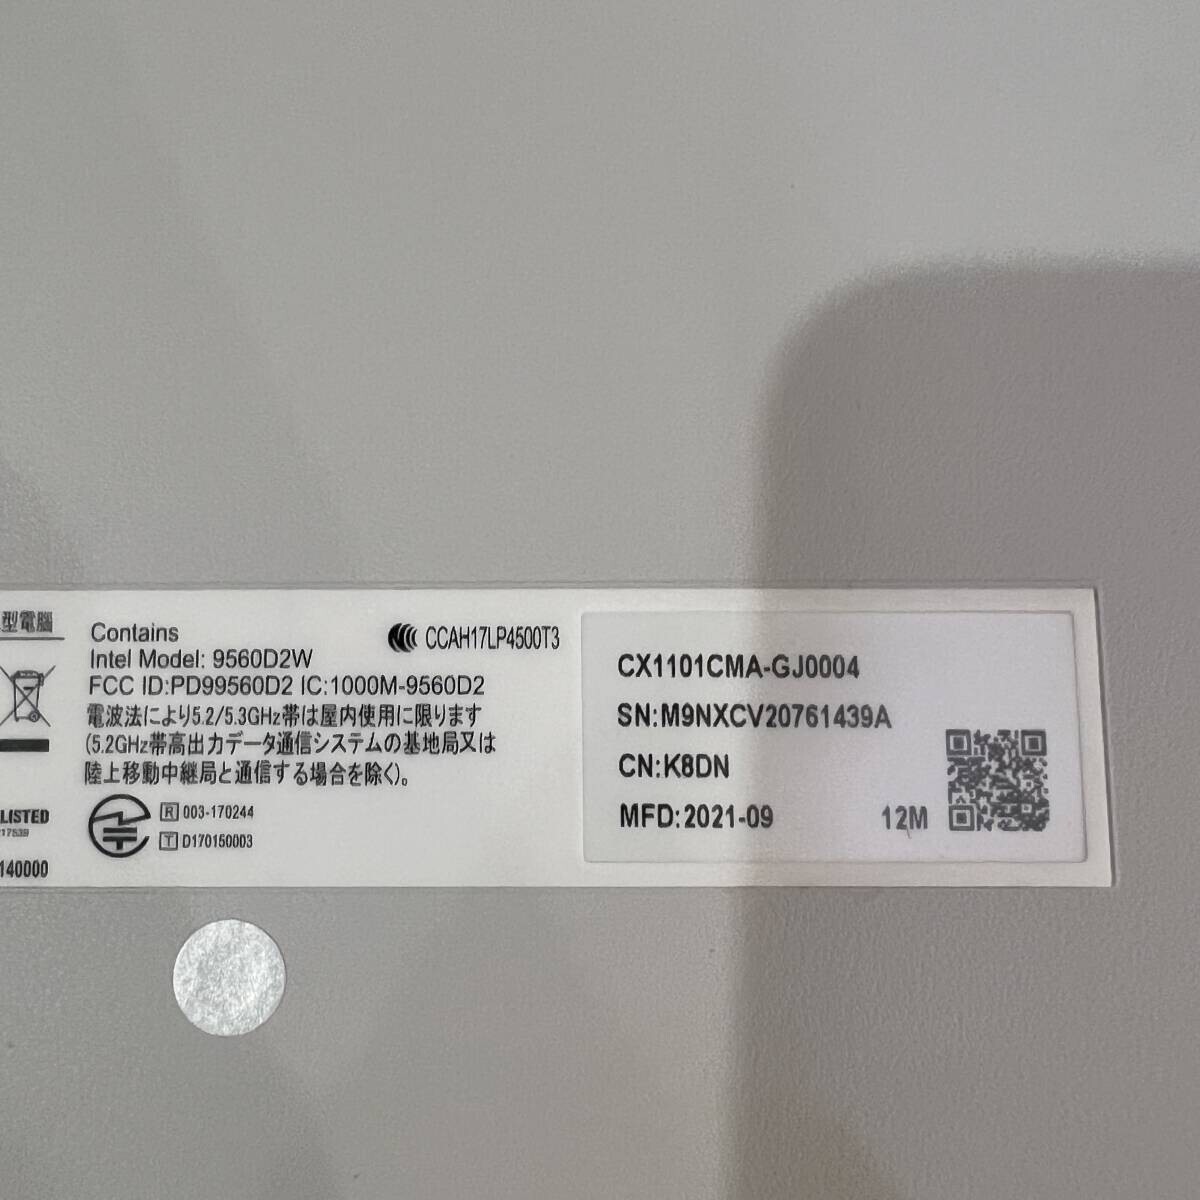 型電腦
LISTED
140000
Contains
Intel Model: 9560D2W
CCAH17LP4500T3
FCC ID:PD99560D2 IC:1000M-9560D2
電波法により5.2/5.3GHz帯は屋内使用に限ります
(5.2GHz帯高出力データ通信システムの基地局又は
陸上移動中継局と通信する場合を除く)。
R 003-170244
T D170150003
CX1101CMA-GJ0004
SN:M9NXCV20761439A
CN:K8DN
MFD:2021-09 12M